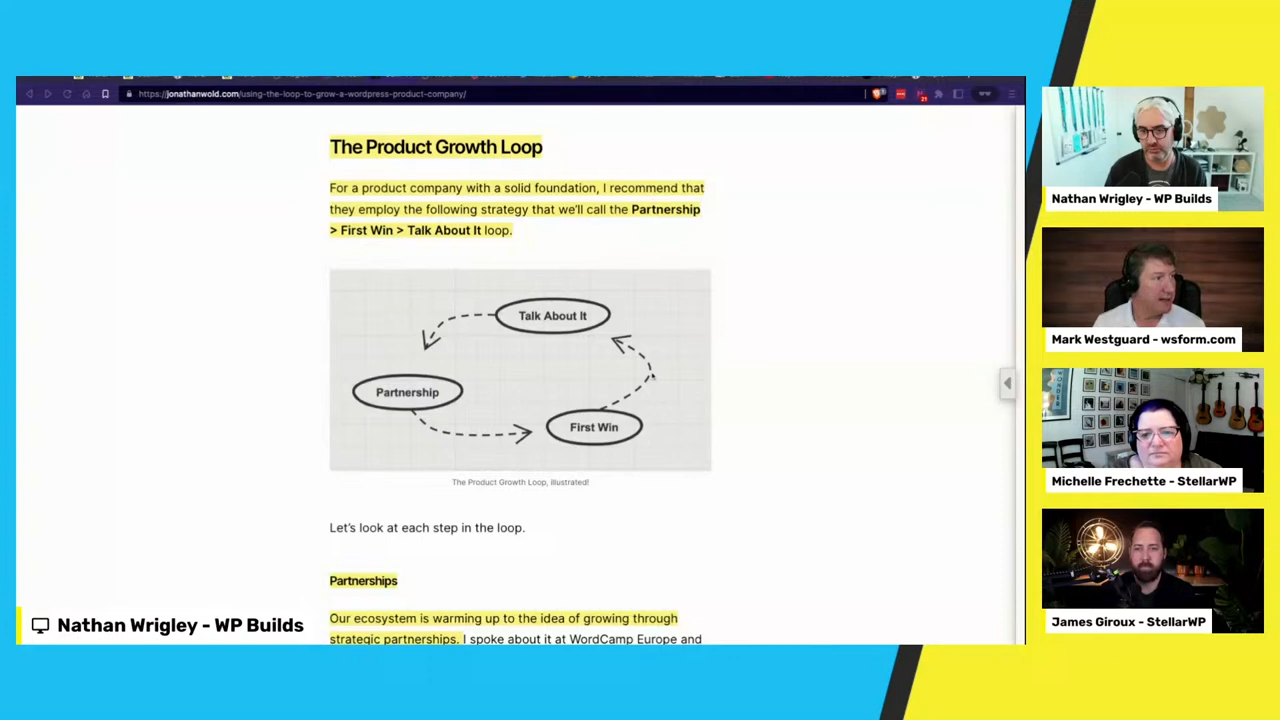 https://jonathanwold.com/using-the-loop-to-grow-a-wordpress-product-company/
21
The Product Growth Loop
For a product company with a solid foundation, I recommend that
they employ the following strategy that we'll call the Partnership
> First Win > Talk About It loop.
Talk About It
Partnership
First Win
The Product Growth Loop, illustrated!
Let's look at each step in the loop.
Partnerships
Our ecosystem is warming up to the idea of growing through
strategic partnerships. I spoke about it at WordCamp Europe and
Nathan Wrigley - WP Builds
Nathan Wrigley - WP Builds
Mark Westguard - wsform.com
Michelle Frechette - StellarWP
James Giroux - StellarWP